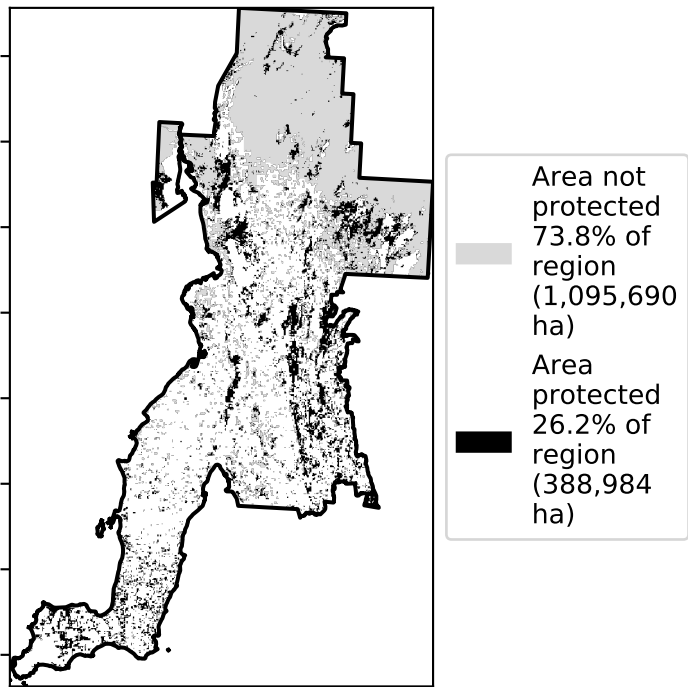 Area not
protected
73.8% of
region
(1,095,690
ha)
Area
protected
26.2% of
region
(388,984
ha)